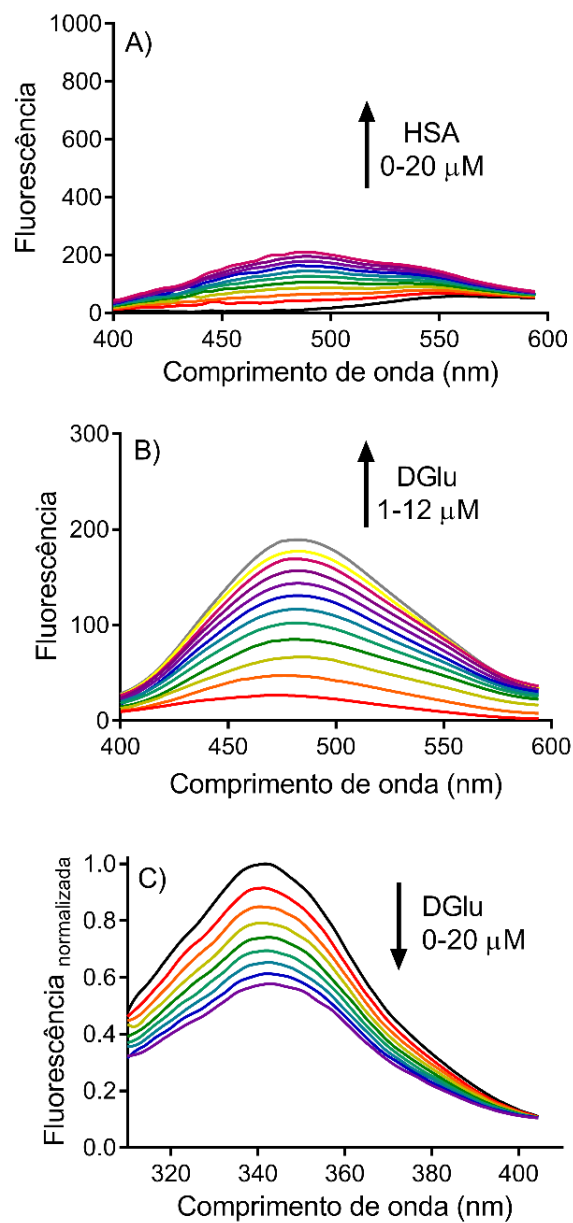 A)
1000
800
600
400
200
0
Fluorescência
HSA
0-20 μM
400 450 500 550 600
Comprimento de onda (nm)
B)
300
200
100
0
Fluorescência
DGlu
1-12 μM
400 450 500 550 600
Comprimento de onda (nm)
C)
1.0
0.8
0.6
0.4
0.2
0.0
Fluorescência normalizada
DGlu
0-20 μM
320 340 360 380 400
Comprimento de onda (nm)